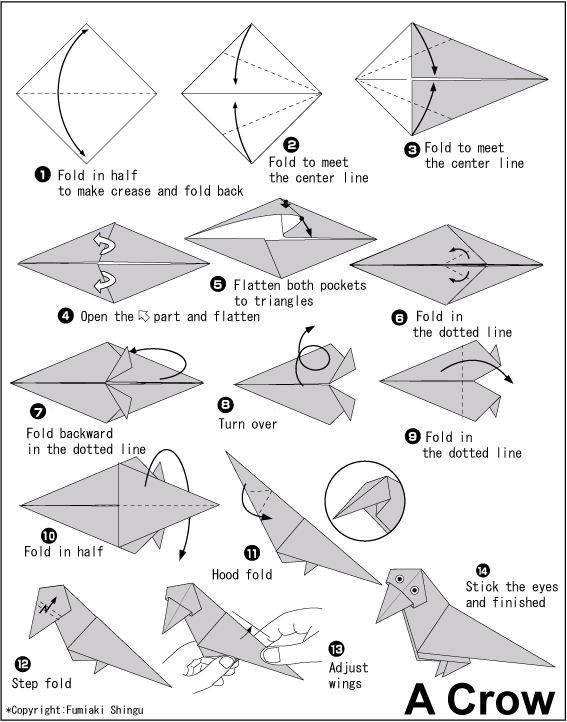 1 Fold in half
to make crease and fold back
2
Fold to meet
the center line
3 Fold to meet
the center line
4 Open the part and flatten
5 Flatten both pockets
to triangles
6 Fold in
the dotted line
7
Fold backward
in the dotted line
8
Turn over
9 Fold in
the dotted line
10
Fold in half
11
Hood fold
12
Step fold
13
Adjust
wings
14
Stick the eyes
and finished
*Copyright:Fumiaki Shingu
A Crow